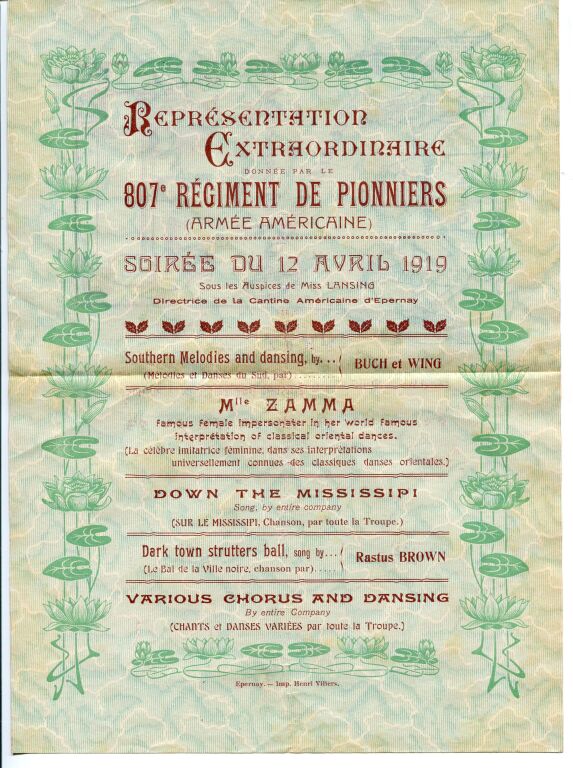 REPRÉSENTATION
EXTRAORDINAIRE
DONNÉE PAR LE
807e RÉGIMENT DE PIONNIERS
(ARMÉE AMÉRICAINE)
SOIRÉE DU 12 AVRIL 1919
Sous les Auspices de Miss LANSING
Directrice de la Cantine Américaine d'Epernay
Southern Melodies and dansing, by... BUCH et WING
(Mélodies et Danses du Sud, par) ........
Mlle ZAMMA
Famous female impersonater in her world famous
interprétation of classical oriental dances.
(La célèbre imitatrice féminine, dans ses interprétations
universellement connues des classiques danses orientales.)
DOWN THE MISSISIPI
Song, by entire company
(SUR LE MISSISIPI, Chanson, par toute la Troupe.)
Dark town strutters ball, song by... Rastus BROWN
(Le Bal de la Ville noire, chanson par).....
VARIOUS CHORUS AND DANSING
By entire Company
(CHANTS et DANSES VARIÉES par toute la Troupe.)
Epernay. — Imp. Henri Villers.